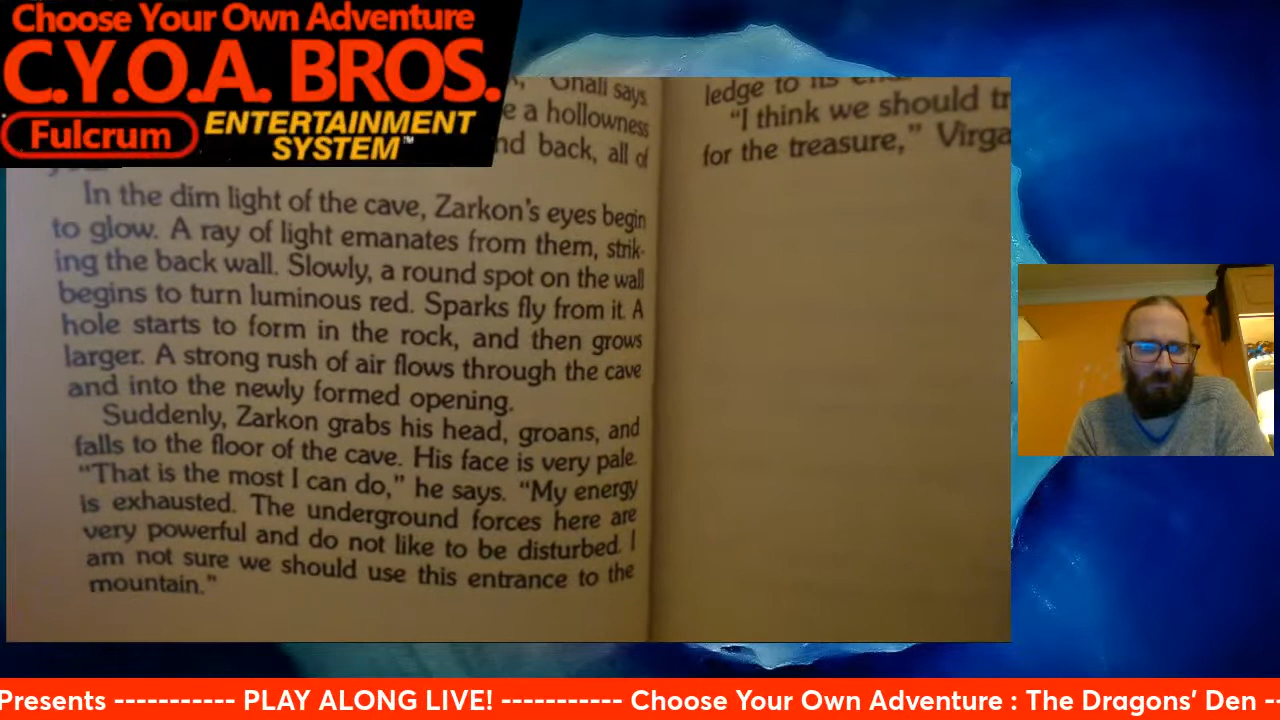 Choose Your Own Adventure
C.Y.O.A. BROS.
Fulcrum
ENTERTAINMENT
SYSTEM™
Ghali says.
a hollowness
back, all of
In the dim light of the cave, Zarkon's eyes begin
to glow. A ray of light emanates from them, strik-
ing the back wall. Slowly, a round spot on the wall
begins to turn luminous red. Sparks fly from it. A
hole starts to form in the rock, and then grows
larger. A strong rush of air flows through the cave
and into the newly formed opening.
Suddenly, Zarkon grabs his head, groans, and
falls to the floor of the cave. His face is very pale.
“That is the most I can do,” he says. “My energy
is exhausted. The underground forces here are
very powerful and do not like to be disturbed. I
am not sure we should use this entrance to the
mountain.”
ledge to its
“I think we should tr
for the treasure,” Virga
Presents ----------- PLAY ALONG LIVE! ----------- Choose Your Own Adventure : The Dragons' Den --